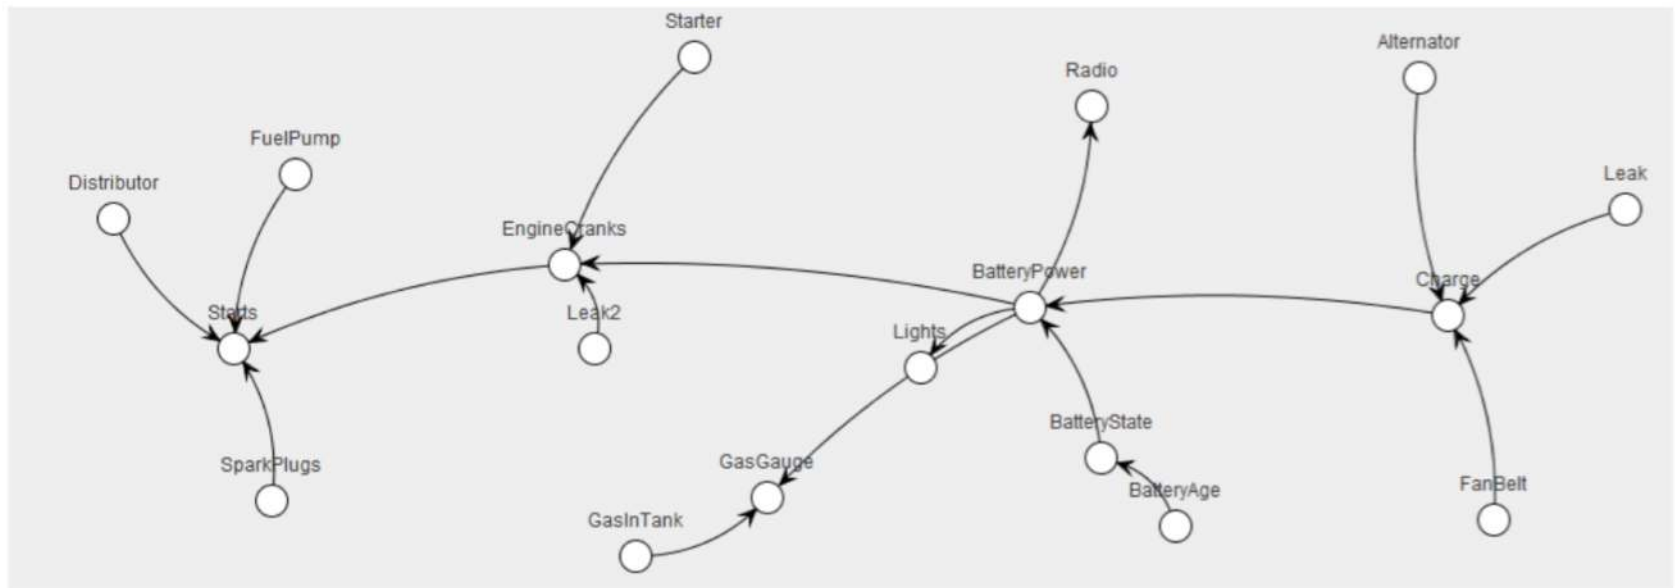 Starter
Alternator
Radio
FuelPump
Leak
Distributor
EngineCranks
BatteryPower
Charge
Starts
Leak2
Lights
BatteryState
GasGauge
SparkPlugs
BatteryAge
FanBelt
GasInTank